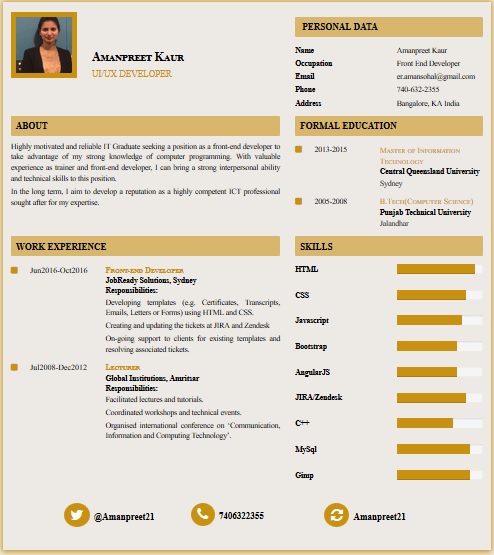 Amanpreet Kaur
UI/UX DEVELOPER
PERSONAL DATA
Name Amanpreet Kaur
Occupation Front End Developer
Email er.amansohal@gmail.com
Phone 740-632-2355
Address Bangalore, KA India
ABOUT
Highly motivated and reliable IT Graduate seeking a position as a front-end developer to
take advantage of my strong knowledge of computer programming. With valuable
experience as trainer and front-end developer, I can bring a strong interpersonal ability
and technical skills to this position.
In the long term, I aim to develop a reputation as a highly competent ICT professional
sought after for my expertise.
FORMAL EDUCATION
2013-2015 Master of Information
Technology
Central Queensland University
Sydney
2005-2008 B.Tech(Computer Science)
Punjab Technical University
Jalandhar
WORK EXPERIENCE
Jun2016-Oct2016 Front-end Developer
JobReady Solutions, Sydney
Responsibilities:
Developing templates (e.g. Certificates, Transcripts,
Emails, Letters or Forms) using HTML and CSS.
Creating and updating the tickets at JIRA and Zendesk
On-going support to clients for existing templates and
resolving associated tickets.
Jul2008-Dec2012 Lecturer
Global Institutions, Amritsar
Responsibilities:
Facilitated lectures and tutorials.
Coordinated workshops and technical events.
Organised international conference on ‘Communication,
Information and Computing Technology’.
SKILLS
HTML
CSS
Javascript
Bootstrap
AngularJS
JIRA/Zendesk
C++
MySql
Gimp
@Amanpreet21
7406322355
Amanpreet21